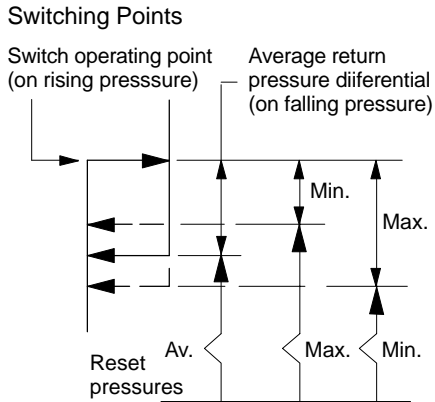 Switching Points
Switch operating point
(on rising presssure)
Average return
pressure diiferential
(on falling pressure)
Min.
Max.
Av.
Max.
Min.
Reset
pressures